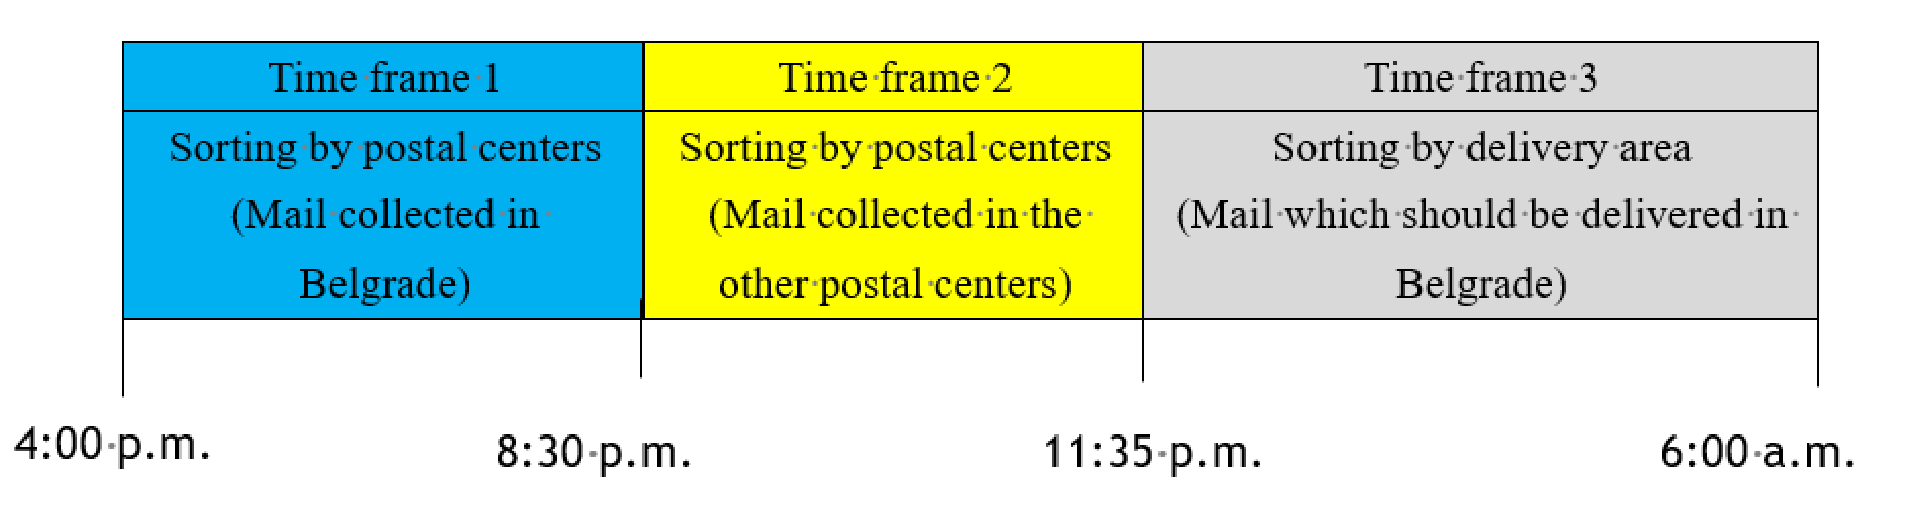 Time frame 1
Sorting by postal centers
(Mail collected in
Belgrade)
Time frame 2
Sorting by postal centers
(Mail collected in the
other postal centers)
Time frame 3
Sorting by delivery area
(Mail which should be delivered in
Belgrade)
4:00 p.m.
8:30 p.m.
11:35 p.m.
6:00 a.m.